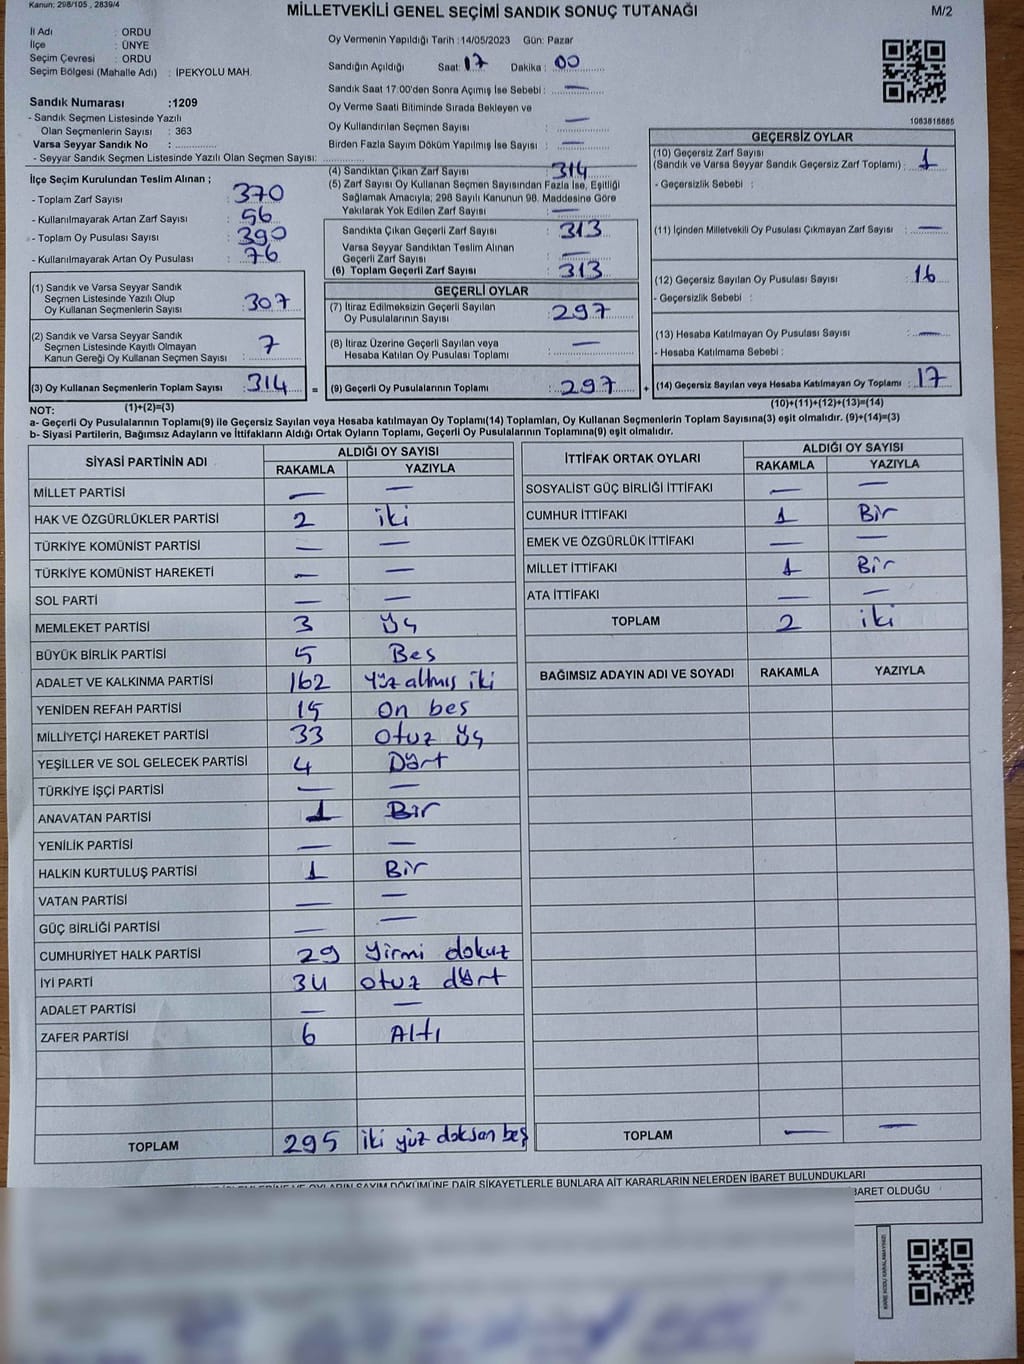 Kanun: 298/105 , 2839/4
MİLLETVEKİLİ GENEL SEÇİMİ SANDIK SONUÇ TUTANAĞI
M/2
İl Adı : ORDU
İlçe : ÜNYE
Seçim Çevresi : ORDU
Seçim Bölgesi (Mahalle Adı) : İPEKYOLU MAH.
Oy Vermenin Yapıldığı Tarih :14/05/2023 Gün: Pazar
Sandığın Açıldığı Saat: 17 Dakika : 00
Sandık Saat 17:00'den Sonra Açımış İse Sebebi : —
Oy Verme Saati Bitiminde Sırada Bekleyen ve
Oy Kullandırılan Seçmen Sayısı : —
Birden Fazla Sayım Döküm Yapılmış İse Sayısı : —
1083818885
Sandık Numarası :1209
- Sandık Seçmen Listesinde Yazılı
Olan Seçmenlerin Sayısı : 363
Varsa Seyyar Sandık No :
- Seyyar Sandık Seçmen Listesinde Yazılı Olan Seçmen Sayısı:
İlçe Seçim Kurulundan Teslim Alınan ;
- Toplam Zarf Sayısı : 370
- Kullanılmayarak Artan Zarf Sayısı : 56
- Toplam Oy Pusulası Sayısı : 390
- Kullanılmayarak Artan Oy Pusulası : 76
(1) Sandık ve Varsa Seyyar Sandık
Seçmen Listesinde Yazılı Olup
Oy Kullanan Seçmenlerin Sayısı : 307
(2) Sandık ve Varsa Seyyar Sandık
Seçmen Listesinde Kayıtlı Olmayan
Kanun Gereği Oy Kullanan Seçmen Sayısı : 7
(3) Oy Kullanan Seçmenlerin Toplam Sayısı : 314 =
(4) Sandıktan Çıkan Zarf Sayısı : 314
(5) Zarf Sayısı Oy Kullanan Seçmen Sayısından Fazla İse, Eşitliği
Sağlamak Amacıyla; 298 Sayılı Kanunun 98. Maddesine Göre
Yakılarak Yok Edilen Zarf Sayısı : —
Sandıkta Çıkan Geçerli Zarf Sayısı : 313
Varsa Seyyar Sandıktan Teslim Alınan
Geçerli Zarf Sayısı : —
(6) Toplam Geçerli Zarf Sayısı : 313
GEÇERLİ OYLAR
(7) İtiraz Edilmeksizin Geçerli Sayılan
Oy Pusulalarının Sayısı : 297
(8) İtiraz Üzerine Geçerli Sayılan veya
Hesaba Katılan Oy Pusulası Toplamı : —
(9) Geçerli Oy Pusulalarının Toplamı : 297 +
GEÇERSİZ OYLAR
(10) Geçersiz Zarf Sayısı
(Sandık ve Varsa Seyyar Sandık Geçersiz Zarf Toplamı) : 1
- Geçersizlik Sebebi :
(11) İçinden Milletvekili Oy Pusulası Çıkmayan Zarf Sayısı : —
(12) Geçersiz Sayılan Oy Pusulası Sayısı : 16
- Geçersizlik Sebebi :
(13) Hesaba Katılmayan Oy Pusulası Sayısı : —
- Hesaba Katılmama Sebebi :
(14) Geçersiz Sayılan veya Hesaba Katılmayan Oy Toplamı : 17
NOT: (1)+(2)=(3) (10)+(11)+(12)+(13)=(14)
a- Geçerli Oy Pusulalarının Toplamı(9) ile Geçersiz Sayılan veya Hesaba katılmayan Oy Toplamı(14) Toplamları, Oy Kullanan Seçmenlerin Toplam Sayısına(3) eşit olmalıdır. (9)+(14)=(3)
b- Siyasi Partilerin, Bağımsız Adayların ve İttifakların Aldığı Ortak Oyların Toplamı, Geçerli Oy Pusulalarının Toplamına(9) eşit olmalıdır.
SİYASİ PARTİNİN ADI ALDIĞI OY SAYISI
RAKAMLA YAZIYLA
MİLLET PARTİSİ — —
HAK VE ÖZGÜRLÜKLER PARTİSİ 2 iki
TÜRKİYE KOMÜNİST PARTİSİ — —
TÜRKİYE KOMÜNİST HAREKETİ — —
SOL PARTİ — —
MEMLEKET PARTİSİ 3 Üç
BÜYÜK BİRLİK PARTİSİ 5 Bes
ADALET VE KALKINMA PARTİSİ 162 Yüz altmış iki
YENİDEN REFAH PARTİSİ 15 On bes
MİLLİYETÇİ HAREKET PARTİSİ 33 Otuz Üç
YEŞİLLER VE SOL GELECEK PARTİSİ 4 Dört
TÜRKİYE İŞÇİ PARTİSİ — —
ANAVATAN PARTİSİ 1 Bir
YENİLİK PARTİSİ — —
HALKIN KURTULUŞ PARTİSİ 1 Bir
VATAN PARTİSİ — —
GÜÇ BİRLİĞİ PARTİSİ — —
CUMHURİYET HALK PARTİSİ 29 Yirmi dokuz
İYİ PARTİ 34 Otuz dört
ADALET PARTİSİ — —
ZAFER PARTİSİ 6 Altı
TOPLAM 295 iki yüz doksan beş
İTTİFAK ORTAK OYLARI ALDIĞI OY SAYISI
RAKAMLA YAZIYLA
SOSYALİST GÜÇ BİRLİĞİ İTTİFAKI — —
CUMHUR İTTİFAKI 1 Bir
EMEK VE ÖZGÜRLÜK İTTİFAKI — —
MİLLET İTTİFAKI 1 Bir
ATA İTTİFAKI — —
TOPLAM 2 iki
BAĞIMSIZ ADAYIN ADI VE SOYADI RAKAMLA YAZIYLA
TOPLAM — —
OYLARIN SAYIM DÖKÜMÜNE DAİR ŞİKAYETLERLE BUNLARA AİT KARARLARIN NELERDEN İBARET BULUNDUKLARI
İBARET OLDUĞU